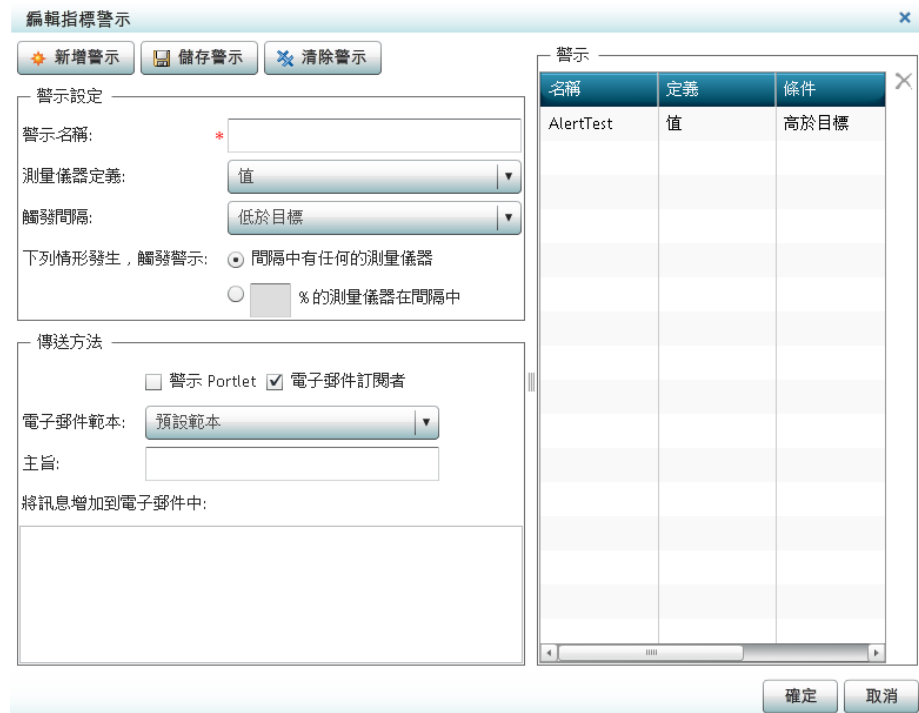 編輯指標警示
新增警示 儲存警示 清除警示
警示設定
警示名稱: *
測量儀器定義: 值
觸發間隔: 低於目標
下列情形發生，觸發警示: 間隔中有任何的測量儀器
%的測量儀器在間隔中
傳送方法
警示 Portlet 電子郵件訂閱者
電子郵件範本: 預設範本
主旨:
將訊息增加到電子郵件中:
警示
名稱 定義 條件
AlertTest 值 高於目標
確定 取消